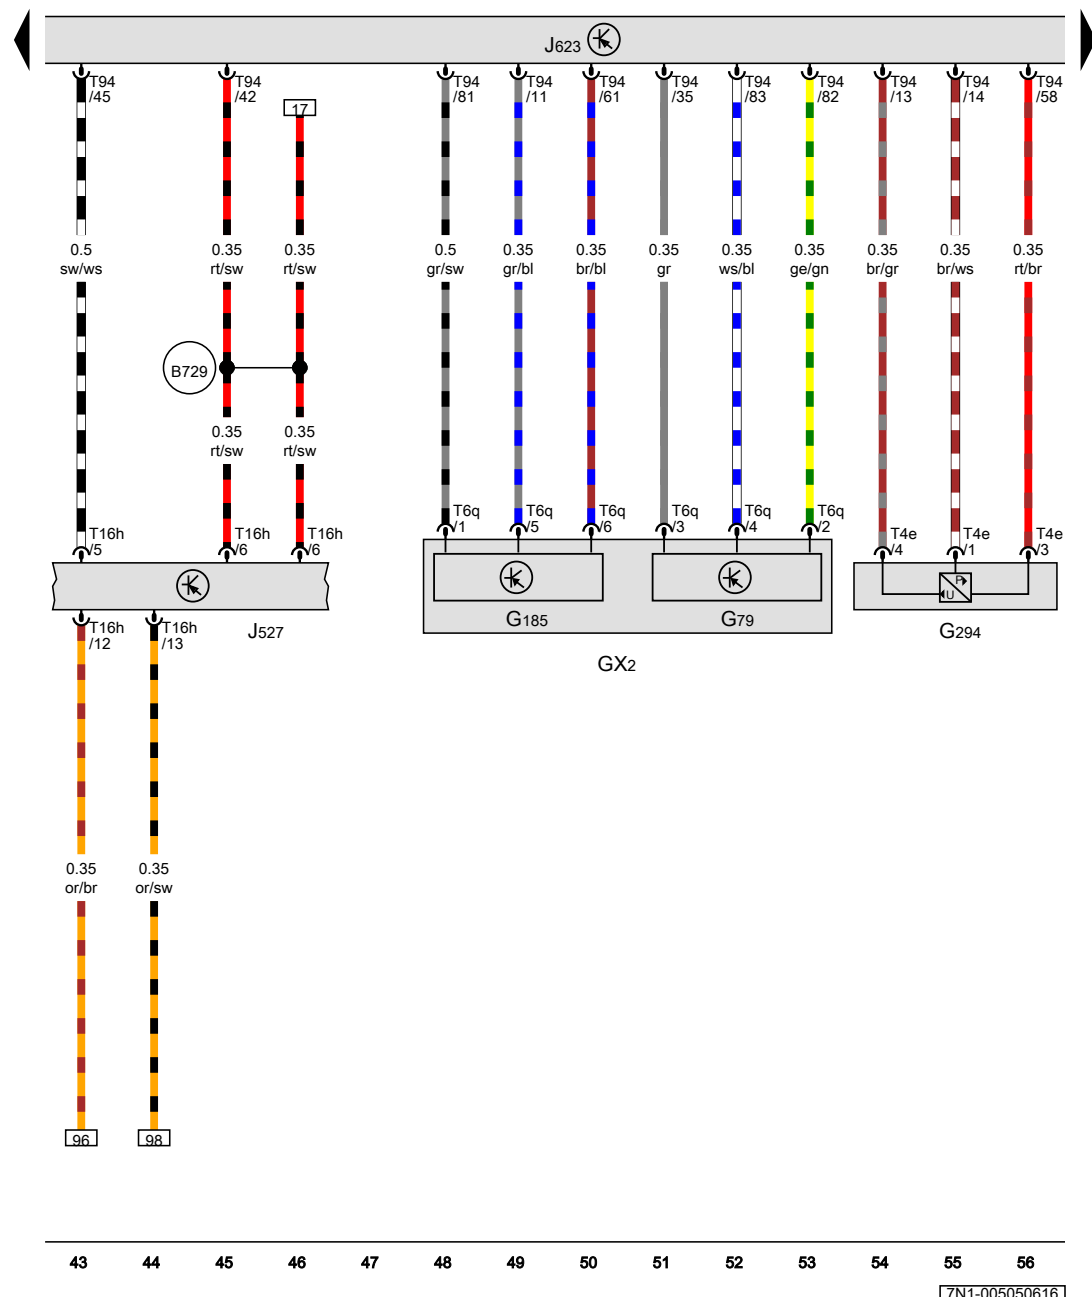 J623
T94 T94 T94 T94 T94 T94 T94 T94 T94 T94 T94
/45 /42 /81 /11 /61 /35 /83 /82 /13 /14 /58
17
0.5 0.35 0.35 0.5 0.35 0.35 0.35 0.35 0.35 0.35 0.35 0.35
sw/ws rt/sw rt/sw gr/sw gr/bl br/bl gr ws/bl ge/gn br/gr br/ws rt/br
B729
0.35 0.35
rt/sw rt/sw
T6q T6q T6q T6q T6q T6q
/1 /5 /6 /3 /4 /2
T16h T16h T16h T4e T4e T4e
/5 /6 /6 /4 /1 /3
P
U
G185 G79
T16h T16h J527 G294
/12 /13
GX2
0.35 0.35
or/br or/sw
96 98
43 44 45 46 47 48 49 50 51 52 53 54 55 56
7N1-005050616